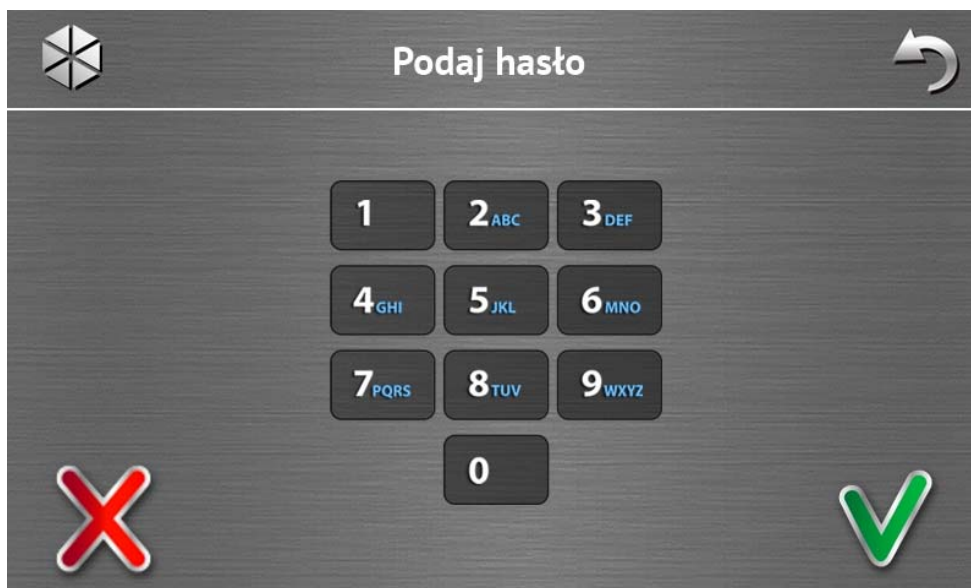 Podaj hasło
1 2ABC 3DEF
4GHI 5JKL 6MNO
7PQRS 8TUV 9WXYZ
0